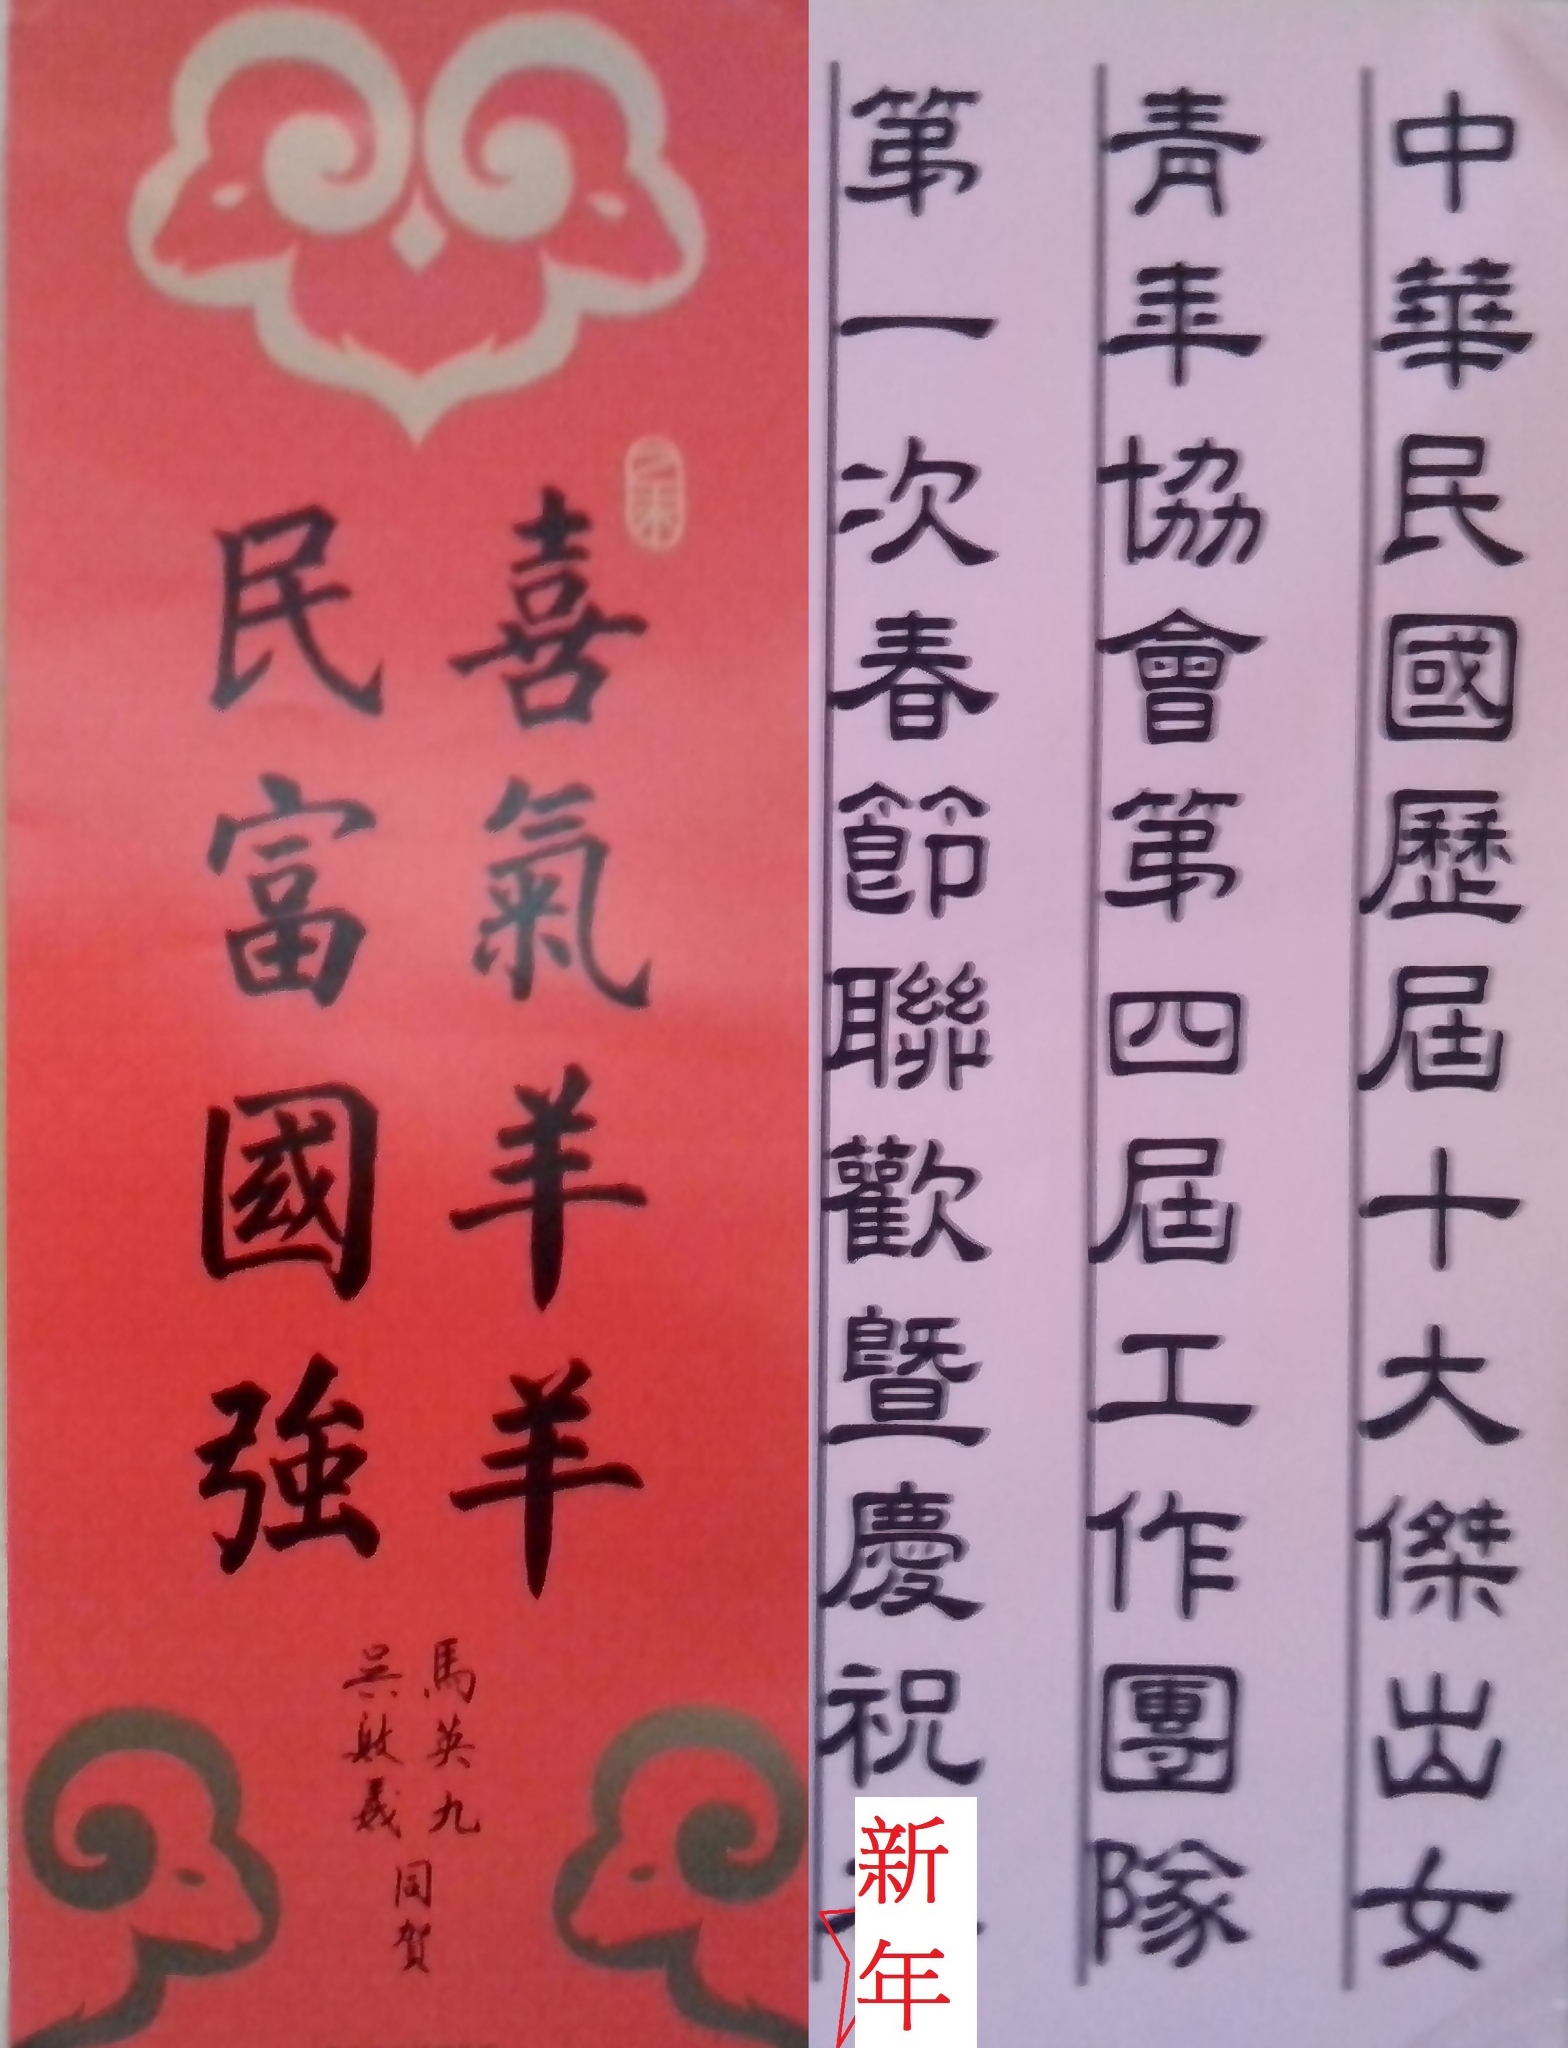 乙未
喜氣羊羊
民富國強
馬英九
吳敦義
同賀
中華民國歷屆十大傑出女
青年協會第四屆工作團隊
第一次春節聯歡暨慶祝
新年